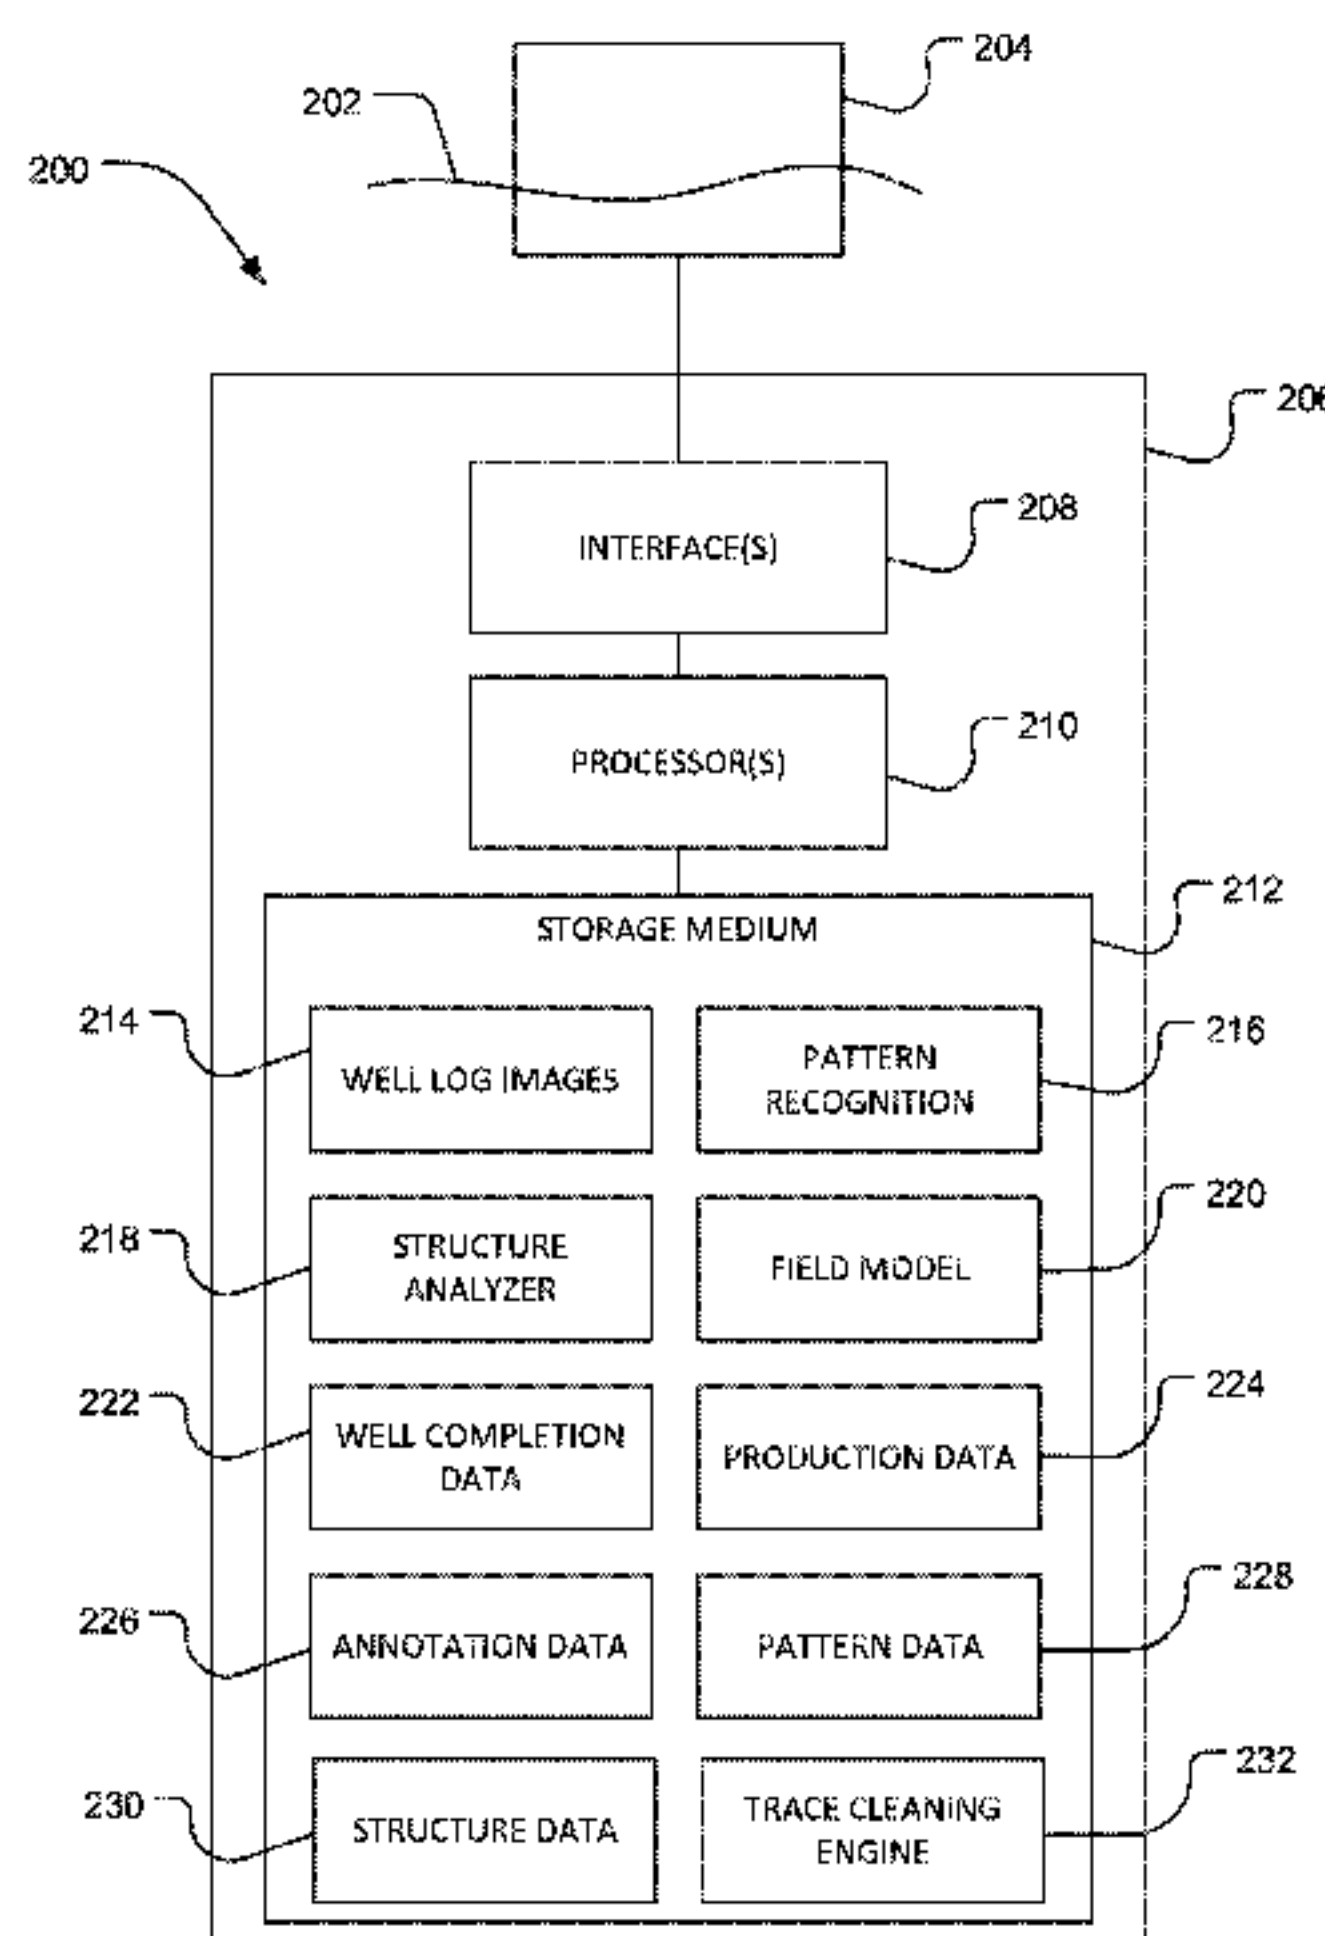 204
202
200
206
208
INTERFACE(S)
210
PROCESSOR(S)
212
STORAGE MEDIUM
214
WELL LOG IMAGES
216
PATTERN
RECOGNITION
218
STRUCTURE
ANALYZER
220
FIELD MODEL
222
WELL COMPLETION
DATA
224
PRODUCTION DATA
226
ANNOTATION DATA
228
PATTERN DATA
230
STRUCTURE DATA
232
TRACE CLEANING
ENGINE